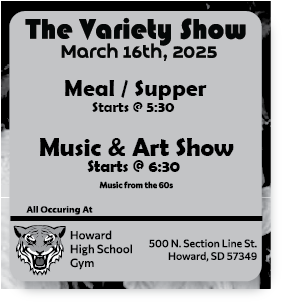 The Variety Show
March 16th, 2025
Meal / Supper
Starts @ 5:30
Music & Art Show
Starts @ 6:30
Music from the 60s
All Occuring At
Howard
High School
Gym
500 N. Section Line St.
Howard, SD 57349